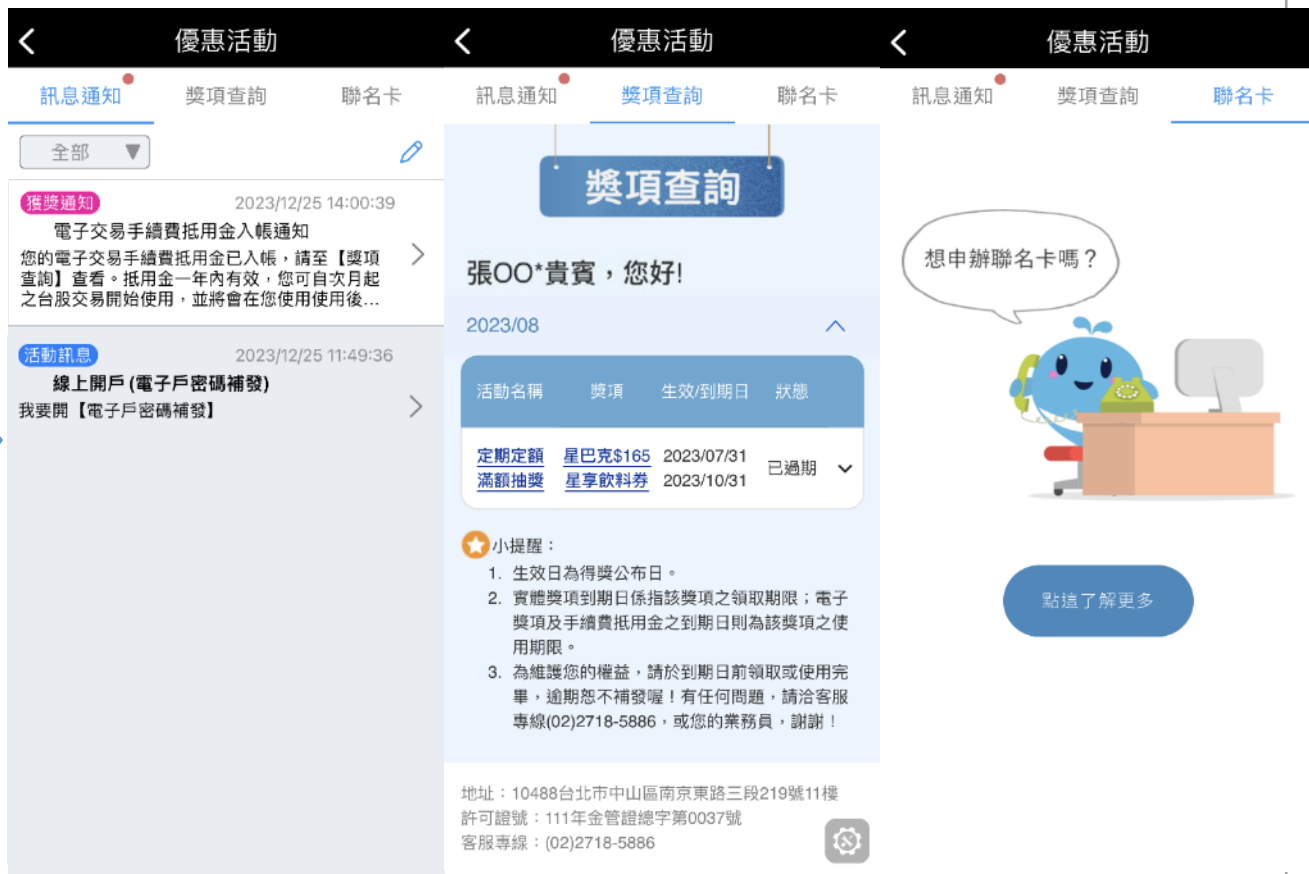 優惠活動
訊息通知
獎項查詢
聯名卡
全部 ▼
獲獎通知
2023/12/25 14:00:39
電子交易手續費抵用金入帳通知
您的電子交易手續費抵用金已入帳，請至【獎項
查詢】查看。抵用金一年內有效，您可自次月起
之台股交易開始使用，並將會在您使用使用後...
活動訊息
2023/12/25 11:49:36
線上開戶 (電子戶密碼補發)
我要開【電子戶密碼補發】
優惠活動
訊息通知
獎項查詢
聯名卡
獎項查詢
張OO*貴賓，您好!
2023/08
活動名稱 獎項 生效/到期日 狀態
定期定額 星巴克$165 2023/07/31
已過期
滿額抽獎 星享飲料券 2023/10/31
小提醒：
1. 生效日為得獎公布日。
2. 實體獎項到期日係指該獎項之領取期限；電子
獎項及手續費抵用金之到期日則為該獎項之使
用期限。
3. 為維護您的權益，請於到期日前領取或使用完
畢，逾期恕不補發喔！有任何問題，請洽客服
專線(02)2718-5886，或您的業務員，謝謝！
地址：10488台北市中山區南京東路三段219號11樓
許可證號：111年金管證總字第0037號
客服專線：(02)2718-5886
優惠活動
訊息通知
獎項查詢
聯名卡
想申辦聯名卡嗎？
點這了解更多